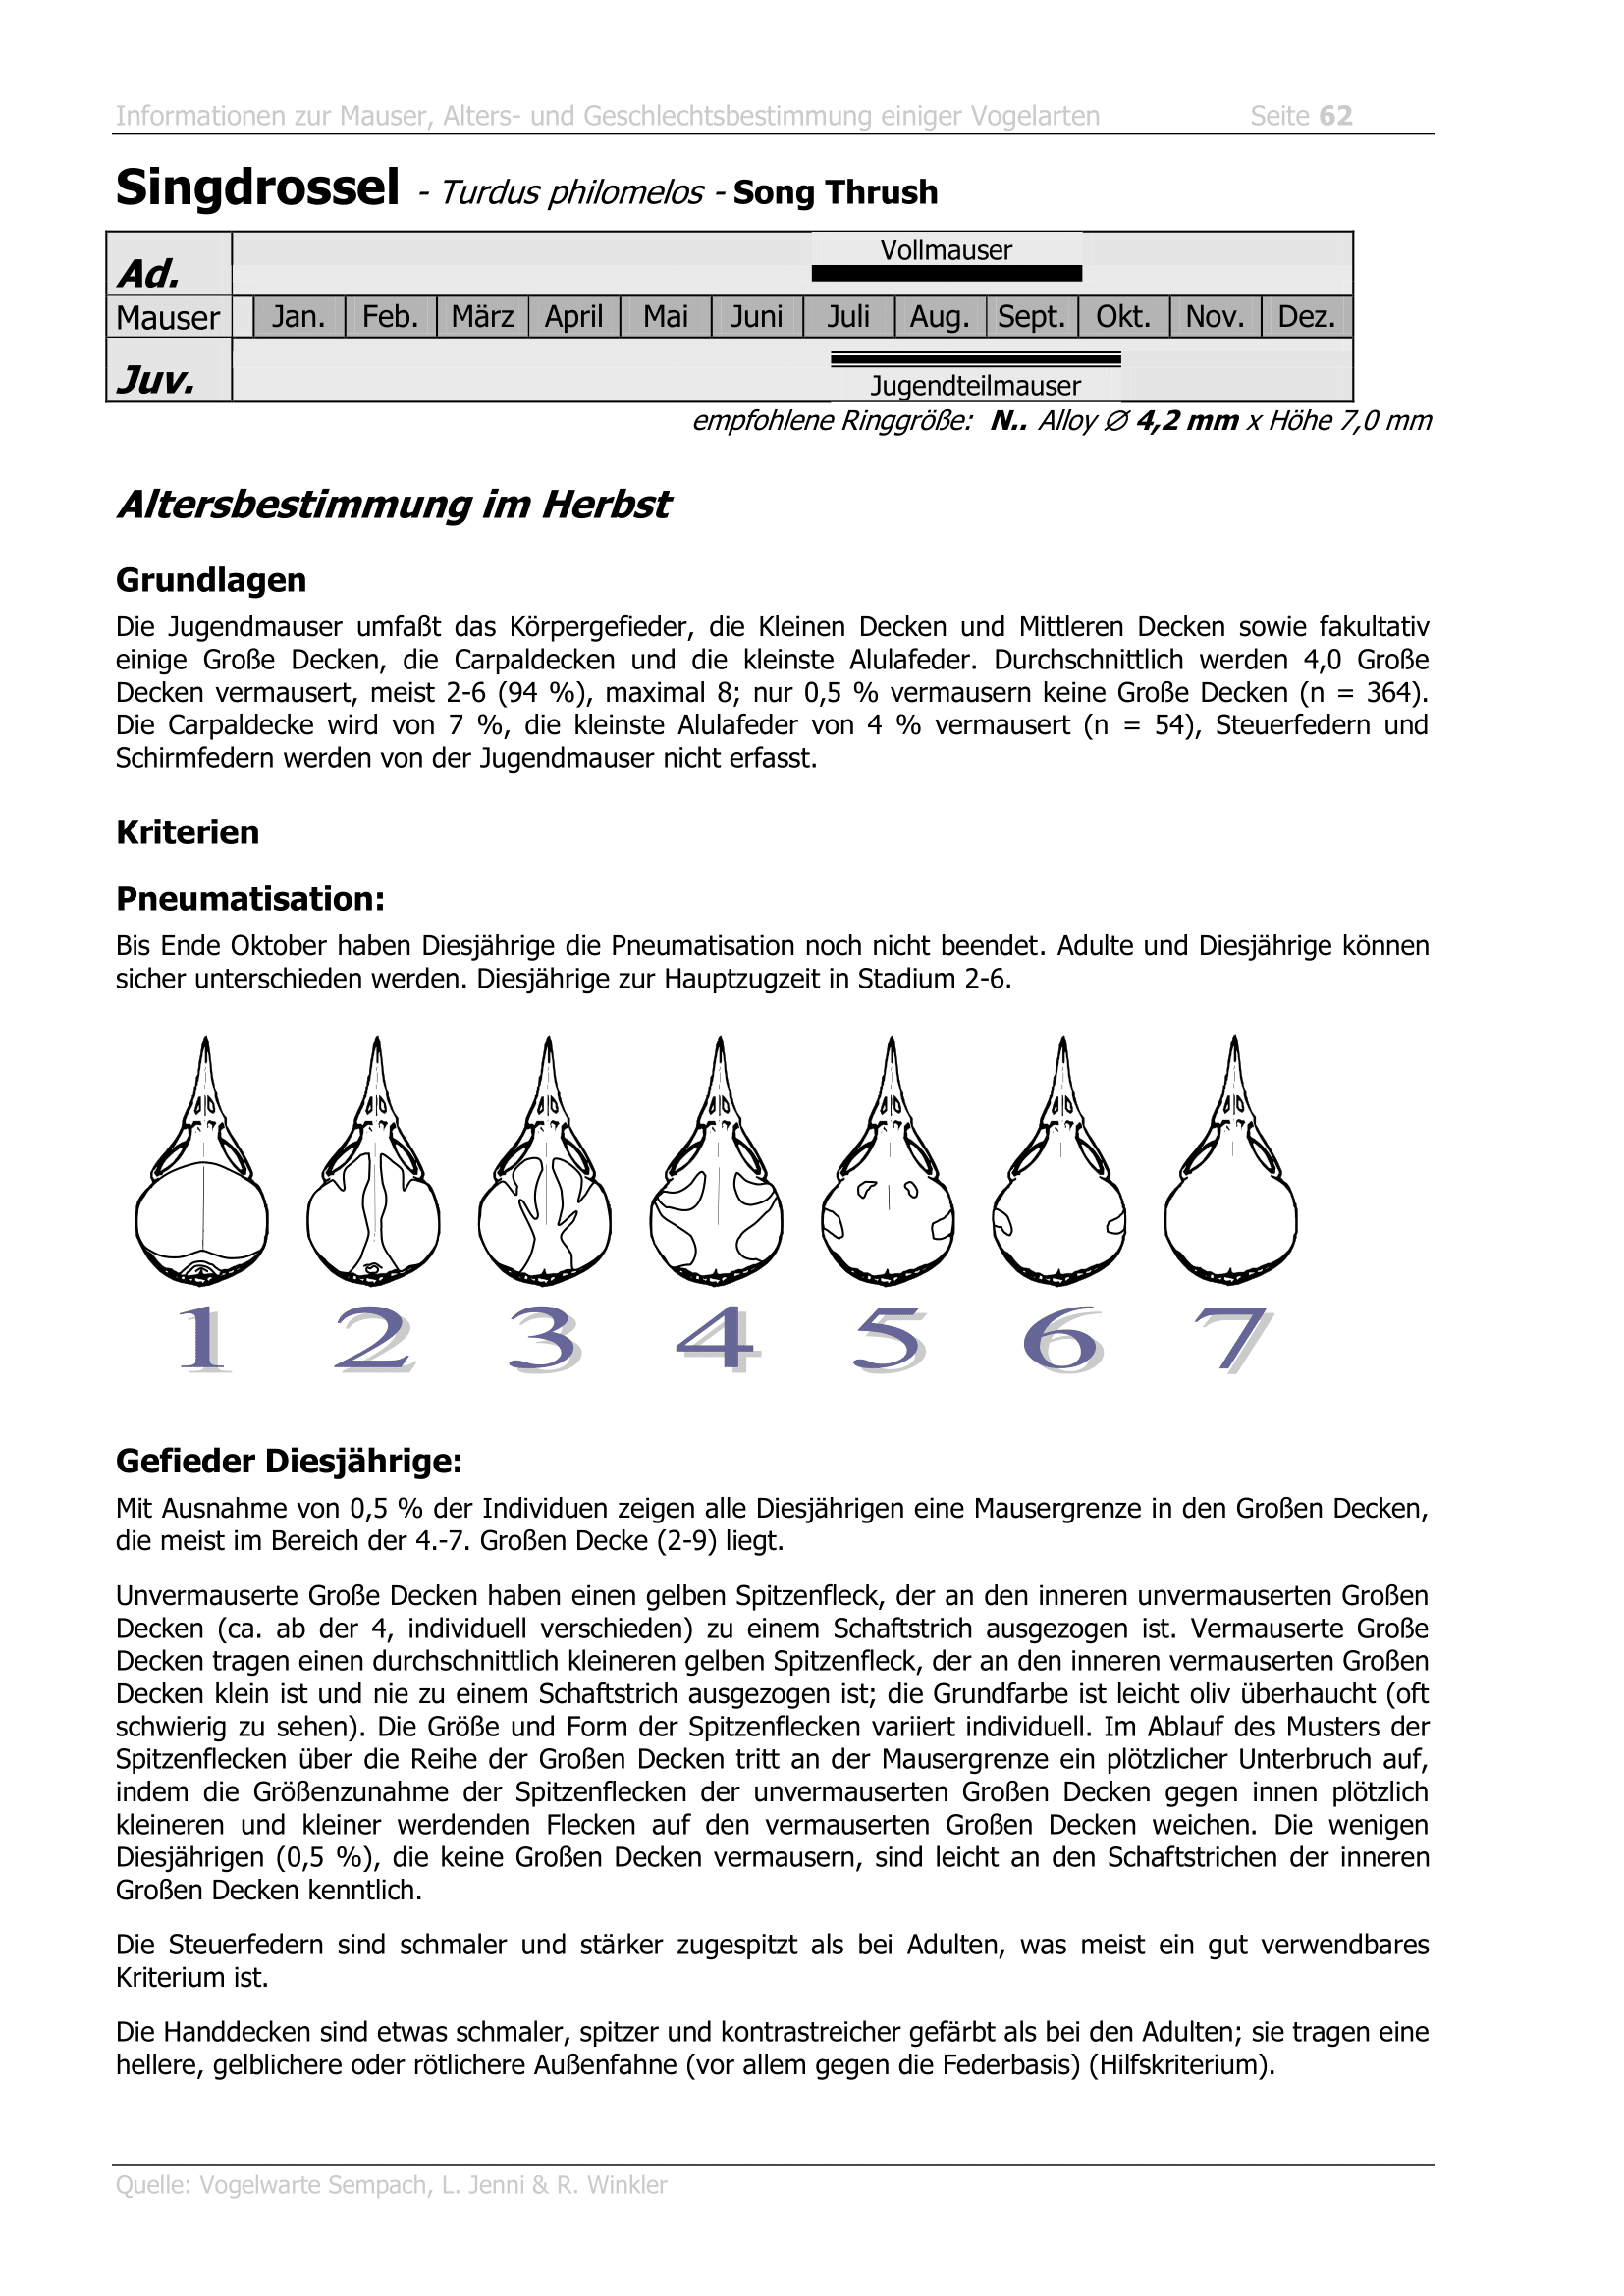 Informationen zur Mauser, Alters- und Geschlechtsbestimmung einiger Vogelarten Seite 62
Singdrossel - Turdus philomelos - Song Thrush
Vollmauser
Ad.
Mauser Jan. Feb. März April Mai Juni Juli Aug. Sept. Okt. Nov. Dez.
Juv.
Jugendteilmauser
empfohlene Ringgröße: N.. Alloy ∅ 4,2 mm x Höhe 7,0 mm
Altersbestimmung im Herbst
Grundlagen
Die Jugendmauser umfaßt das Körpergefieder, die Kleinen Decken und Mittleren Decken sowie fakultativ
einige Große Decken, die Carpaldecken und die kleinste Alulafeder. Durchschnittlich werden 4,0 Große
Decken vermausert, meist 2-6 (94 %), maximal 8; nur 0,5 % vermausern keine Große Decken (n = 364).
Die Carpaldecke wird von 7 %, die kleinste Alulafeder von 4 % vermausert (n = 54), Steuerfedern und
Schirmfedern werden von der Jugendmauser nicht erfasst.
Kriterien
Pneumatisation:
Bis Ende Oktober haben Diesjährige die Pneumatisation noch nicht beendet. Adulte und Diesjährige können
sicher unterschieden werden. Diesjährige zur Hauptzugzeit in Stadium 2-6.
1 2 3 4 5 6 7
Gefieder Diesjährige:
Mit Ausnahme von 0,5 % der Individuen zeigen alle Diesjährigen eine Mausergrenze in den Großen Decken,
die meist im Bereich der 4.-7. Großen Decke (2-9) liegt.
Unvermauserte Große Decken haben einen gelben Spitzenfleck, der an den inneren unvermauserten Großen
Decken (ca. ab der 4, individuell verschieden) zu einem Schaftstrich ausgezogen ist. Vermauserte Große
Decken tragen einen durchschnittlich kleineren gelben Spitzenfleck, der an den inneren vermauserten Großen
Decken klein ist und nie zu einem Schaftstrich ausgezogen ist; die Grundfarbe ist leicht oliv überhaucht (oft
schwierig zu sehen). Die Größe und Form der Spitzenflecken variiert individuell. Im Ablauf des Musters der
Spitzenflecken über die Reihe der Großen Decken tritt an der Mausergrenze ein plötzlicher Unterbruch auf,
indem die Größenzunahme der Spitzenflecken der unvermauserten Großen Decken gegen innen plötzlich
kleineren und kleiner werdenden Flecken auf den vermauserten Großen Decken weichen. Die wenigen
Diesjährigen (0,5 %), die keine Großen Decken vermausern, sind leicht an den Schaftstrichen der inneren
Großen Decken kenntlich.
Die Steuerfedern sind schmaler und stärker zugespitzt als bei Adulten, was meist ein gut verwendbares
Kriterium ist.
Die Handdecken sind etwas schmaler, spitzer und kontrastreicher gefärbt als bei den Adulten; sie tragen eine
hellere, gelblichere oder rötlichere Außenfahne (vor allem gegen die Federbasis) (Hilfskriterium).
Quelle: Vogelwarte Sempach, L. Jenni & R. Winkler